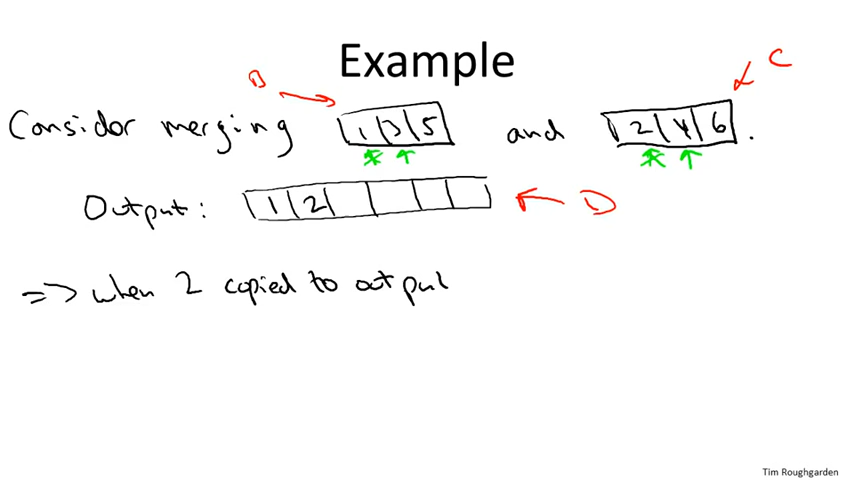 Example
B
C
Consider merging 1 3 5 and 2 4 6.
Output: 1 2
D
=> when 2 copied to output
Tim Roughgarden